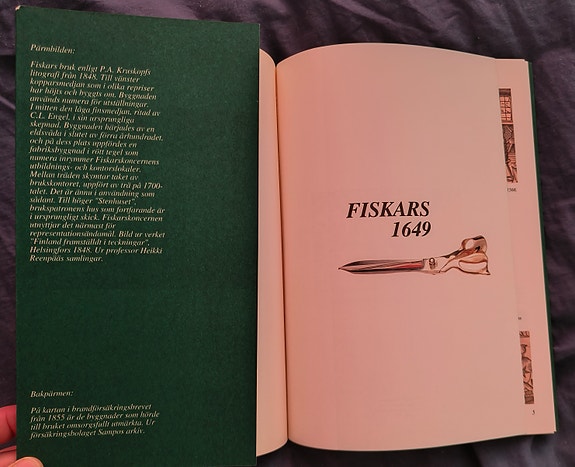 Pärmbilden:
Fiskars bruk enligt P.A. Kruskopfs
litografi från 1848. Till vänster
kopparsmedjan som i olika repriser
har höjts och byggts om. Byggnaden
används numera för utställningar.
I mitten den låga finsmedjan, ritad av
C.L. Engel, i sin ursprungliga
skepnad. Byggnaden härjades av en
eldsvåda i slutet av förra århundradet,
och på dess plats uppfördes en
fabriksbyggnad i rött tegel som
numera inrymmer Fiskarskoncernens
utbildnings- och kontorslokaler.
Mellan träden skymtar taket av
brukskontoret, uppfört av trä på 1700-
talet. Det är ännu i användning som
sådant. Till höger "Stenhuset",
brukspatronens hus som fortfarande är
i ursprungligt skick. Fiskarskoncernen
utnyttjar det närmast för
representationsändamål. Bild ur verket
"Finland framställdt i teckningar",
Helsingfors 1848. Ur professor Heikki
Reenpääs samlingar.
Bakpärmen:
På kartan i brandförsäkringsbrevet
från 1855 är de byggnader som hörde
till bruket omsorgsfullt utmärkta. Ur
försäkringsbolaget Sampos arkiv.
FISKARS
1649
5